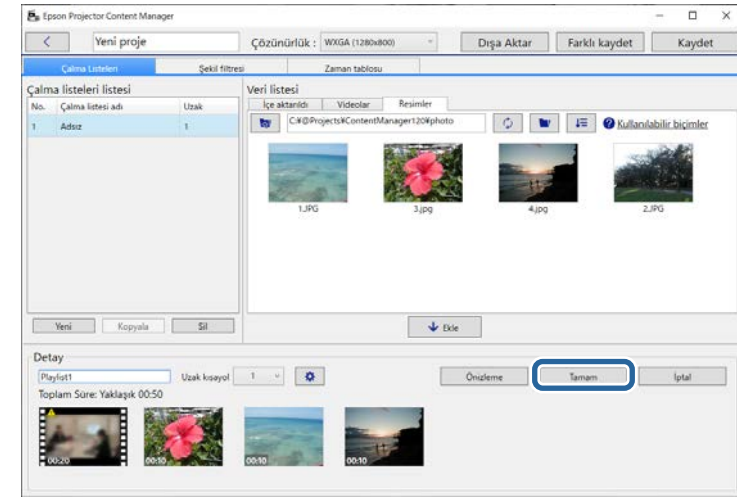 Epson Projector Content Manager
Yeni proje
Çözünürlük :
WXGA (1280x800)
Dışa Aktar
Farklı kaydet
Kaydet
Çalma Listeleri
Şekil filtresi
Zaman tablosu
Çalma listeleri listesi
No.
Çalma listesi adı
Uzak
1
Adsız
1
Yeni
Kopyala
Sil
Veri listesi
İçe aktarıldı
Videolar
Resimler
C:¥@Projects¥ContentManager120¥photo
Kullanılabilir biçimler
1.JPG
3.jpg
4.jpg
2.JPG
Ekle
Detay
Playlist1
Uzak kısayol
1
Önizleme
Tamam
İptal
Toplam Süre: Yaklaşık 00:50
00:20
00:10
00:10
00:10